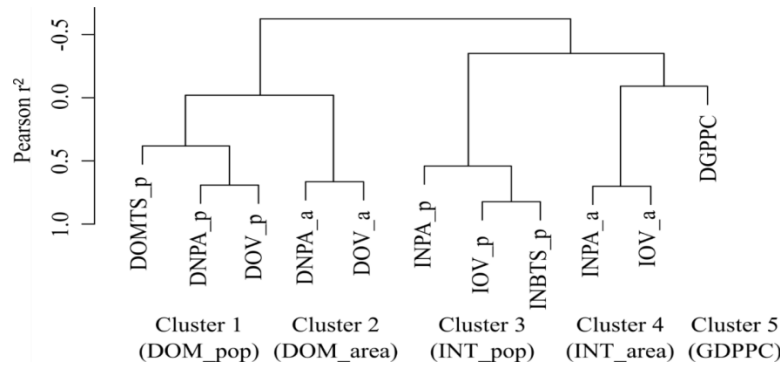 Pearson r²
-0.5
0.0
0.5
1.0
DOMTS_p
DNPA_p
DOV_p
DNPA_a
DOV_a
INPA_p
IOV_p
INBTS_p
INPA_a
IOV_a
DGPPC
Cluster 1
(DOM_pop)
Cluster 2
(DOM_area)
Cluster 3
(INT_pop)
Cluster 4
(INT_area)
Cluster 5
(GDPPC)